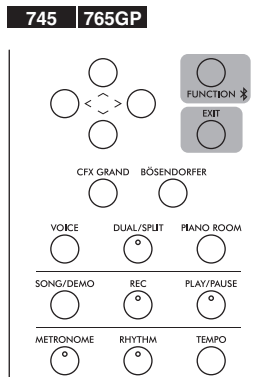 745 765GP
FUNCTION
EXIT
CFX GRAND BÖSENDORFER
VOICE DUAL/SPLIT PIANO ROOM
SONG/DEMO REC PLAY/PAUSE
METRONOME RHYTHM TEMPO